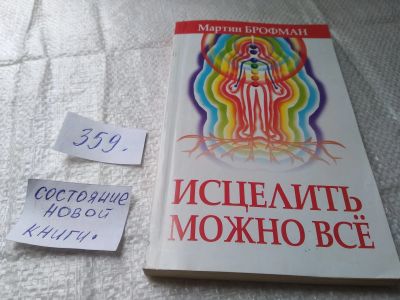 Мартин БРОФМАН
ИСЦЕЛИТЬ
МОЖНО ВСЁ
359.
СОСТОЯНИЕ
НОВОЙ
КНИГИ.